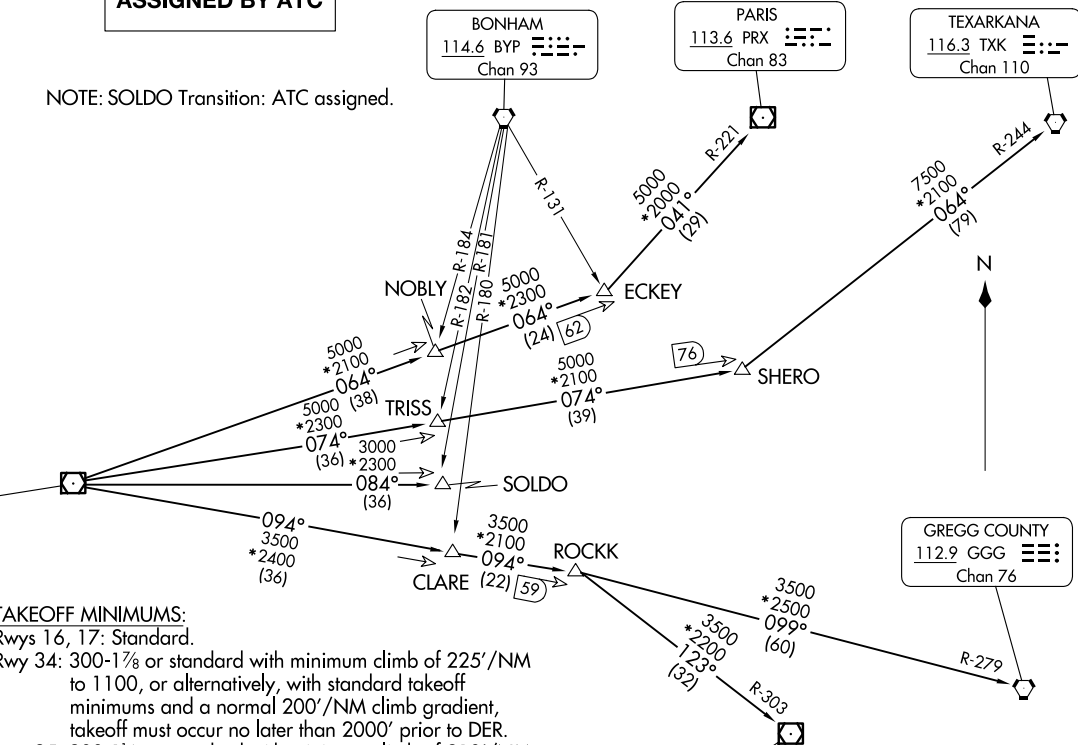 ASSIGNED BY ATC
NOTE: SOLDO Transition: ATC assigned.
BONHAM
114.6 BYP
Chan 93
PARIS
113.6 PRX
Chan 83
TEXARKANA
116.3 TXK
Chan 110
R-221
R-244
R-131
R-184
R-181
R-182
R-180
5000
*2000
041°
(29)
7500
*2100
064°
(79)
N
NOBLY
5000
*2300
064°
(24)
62
ECKEY
5000
*2100
064°
(38)
76
SHERO
5000
*2100
074°
(39)
TRISS
5000
*2300
074°
(36)
3000
*2300
084°
(36)
SOLDO
094°
3500
*2400
(36)
CLARE
3500
*2100
094°
(22)
59
ROCKK
GREGG COUNTY
112.9 GGG
Chan 76
3500
*2500
099°
(60)
R-279
3500
*2200
123°
(32)
R-303
TAKEOFF MINIMUMS:
Rwys 16, 17: Standard.
Rwy 34: 300-1⅞ or standard with minimum climb of 225'/NM
to 1100, or alternatively, with standard takeoff
minimums and a normal 200'/NM climb gradient,
takeoff must occur no later than 2000' prior to DER.